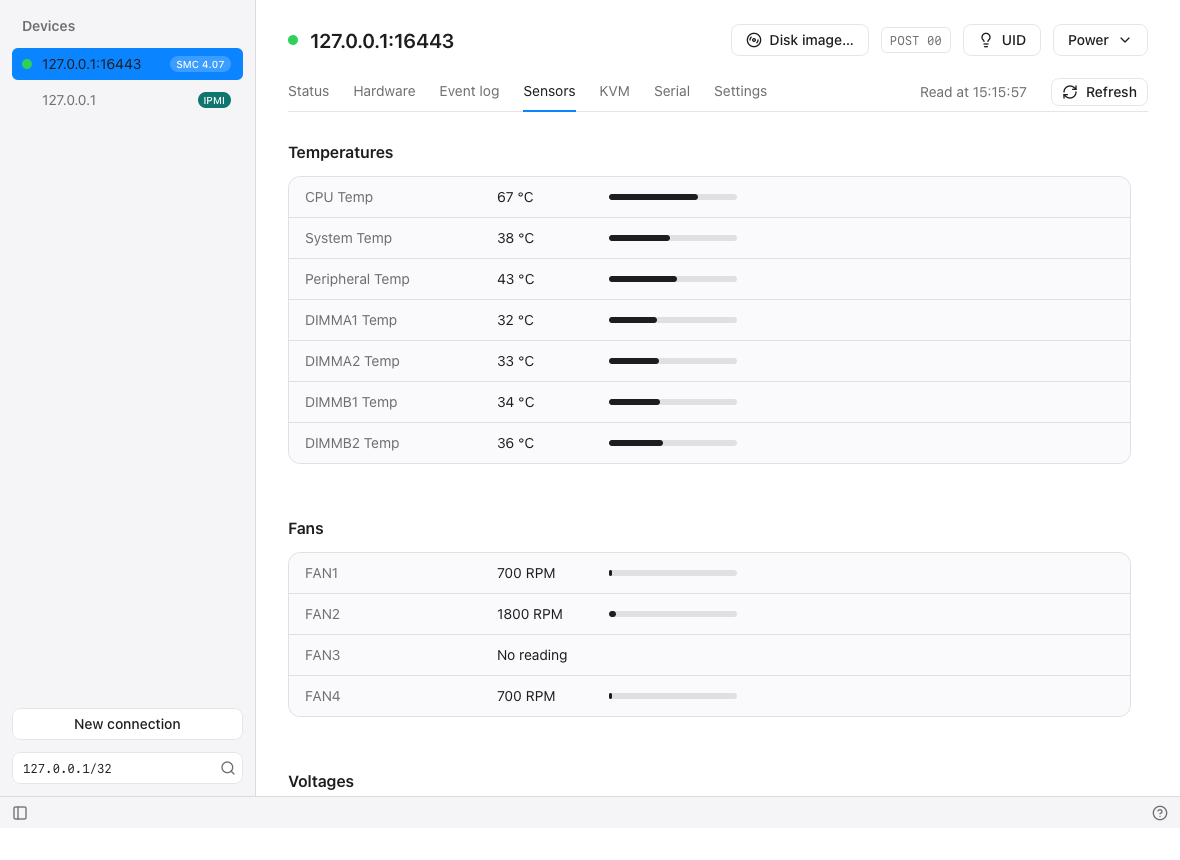 Devices
127.0.0.1:16443 SMC 4.07
127.0.0.1 IPMI
New connection
127.0.0.1/32
127.0.0.1:16443
Disk image...
POST 00
UID
Power
Status Hardware Event log Sensors KVM Serial Settings
Read at 15:15:57
Refresh
Temperatures
CPU Temp 67 °C
System Temp 38 °C
Peripheral Temp 43 °C
DIMMA1 Temp 32 °C
DIMMA2 Temp 33 °C
DIMMB1 Temp 34 °C
DIMMB2 Temp 36 °C
Fans
FAN1 700 RPM
FAN2 1800 RPM
FAN3 No reading
FAN4 700 RPM
Voltages